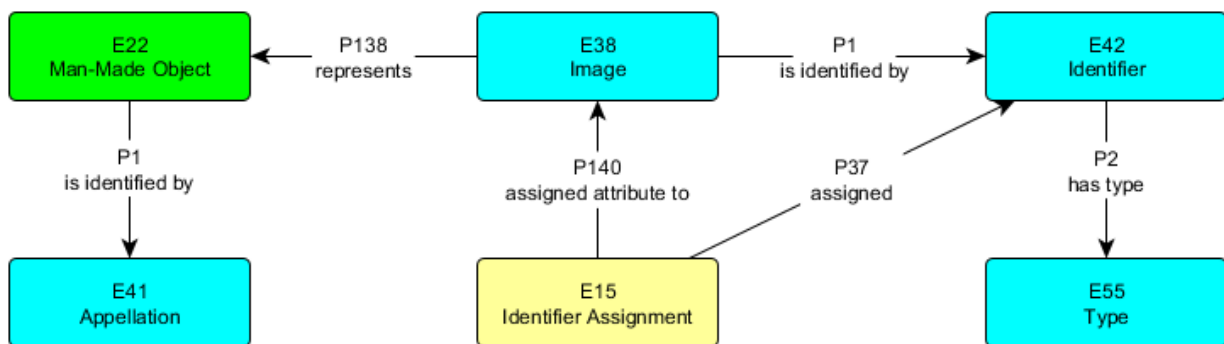 E22
Man-Made Object
P138
represents
E38
Image
P1
is identified by
E42
Identifier
P1
is identified by
P140
assigned attribute to
P37
assigned
P2
has type
E41
Appellation
E15
Identifier Assignment
E55
Type